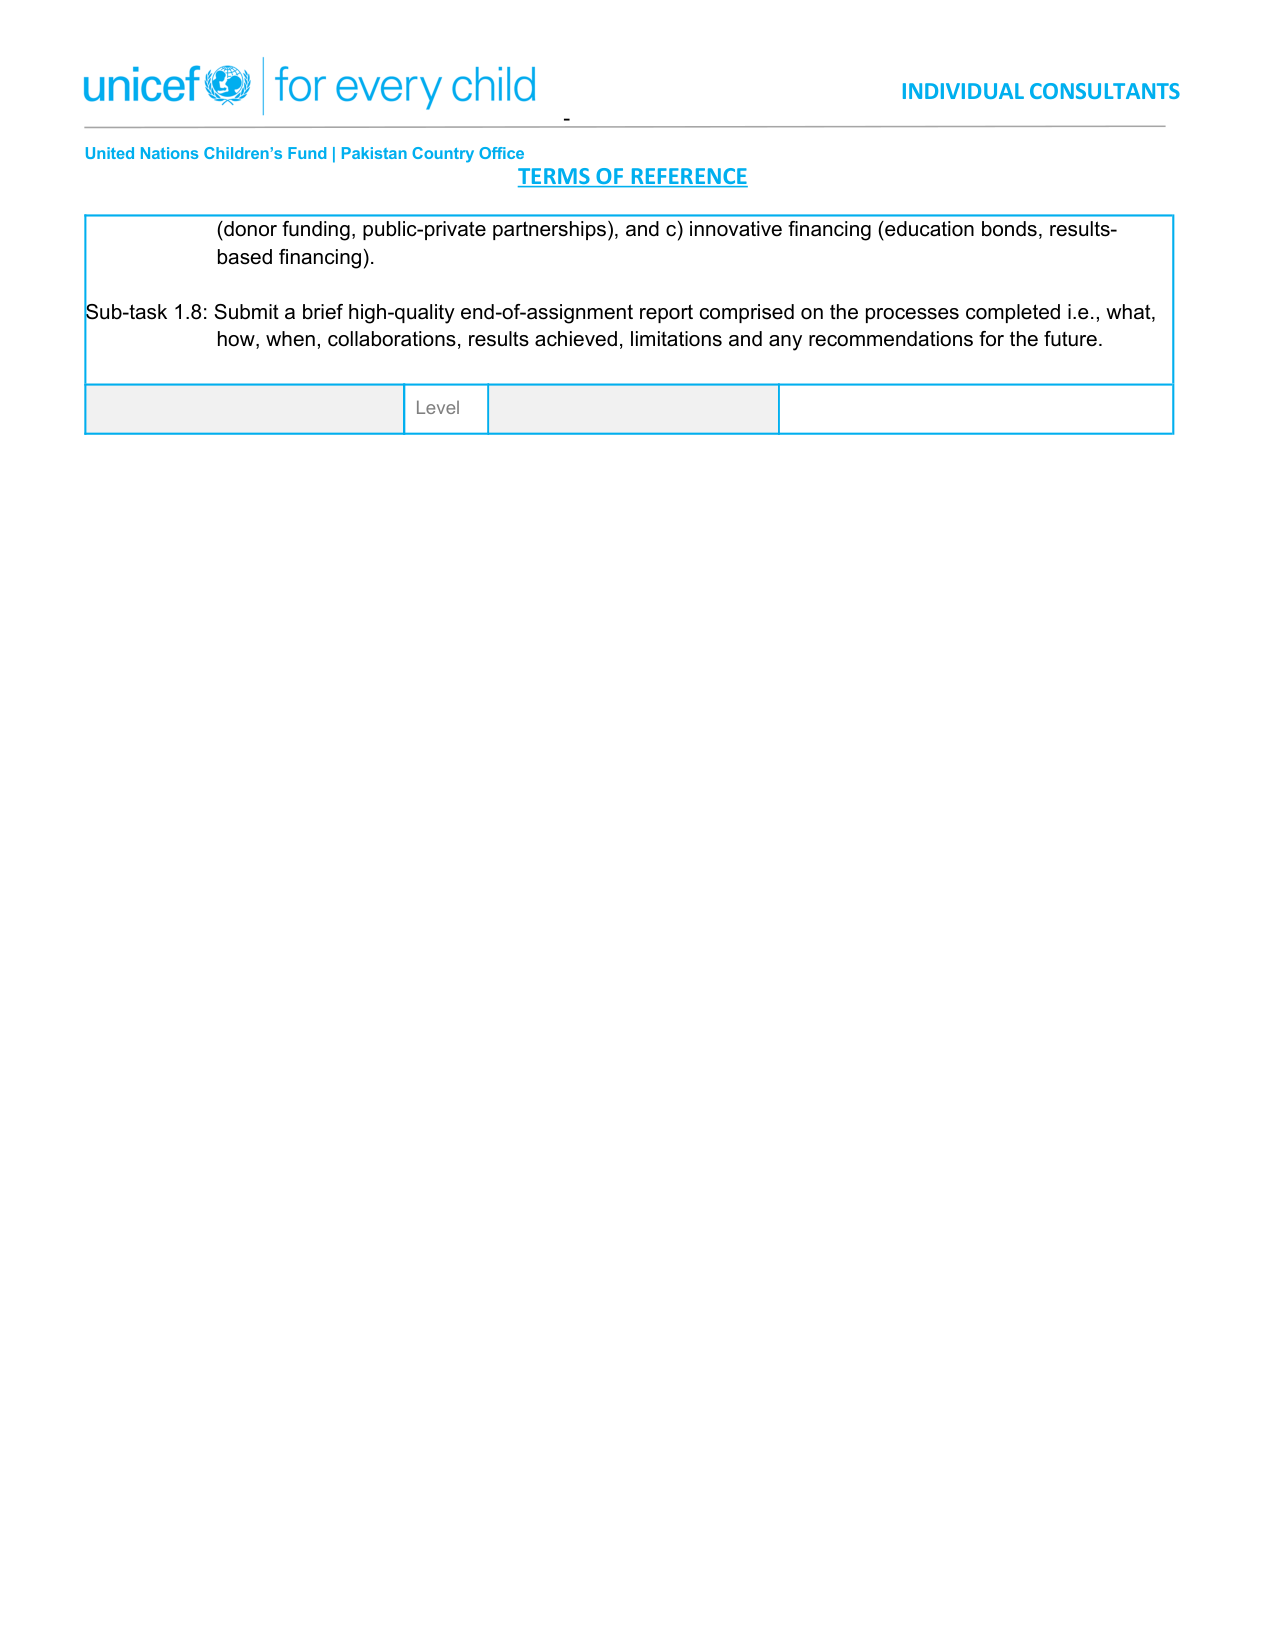 unicef for every child
INDIVIDUAL CONSULTANTS
-
United Nations Children’s Fund | Pakistan Country Office
TERMS OF REFERENCE
(donor funding, public-private partnerships), and c) innovative financing (education bonds, results-
based financing).
Sub-task 1.8: Submit a brief high-quality end-of-assignment report comprised on the processes completed i.e., what,
how, when, collaborations, results achieved, limitations and any recommendations for the future.
Level